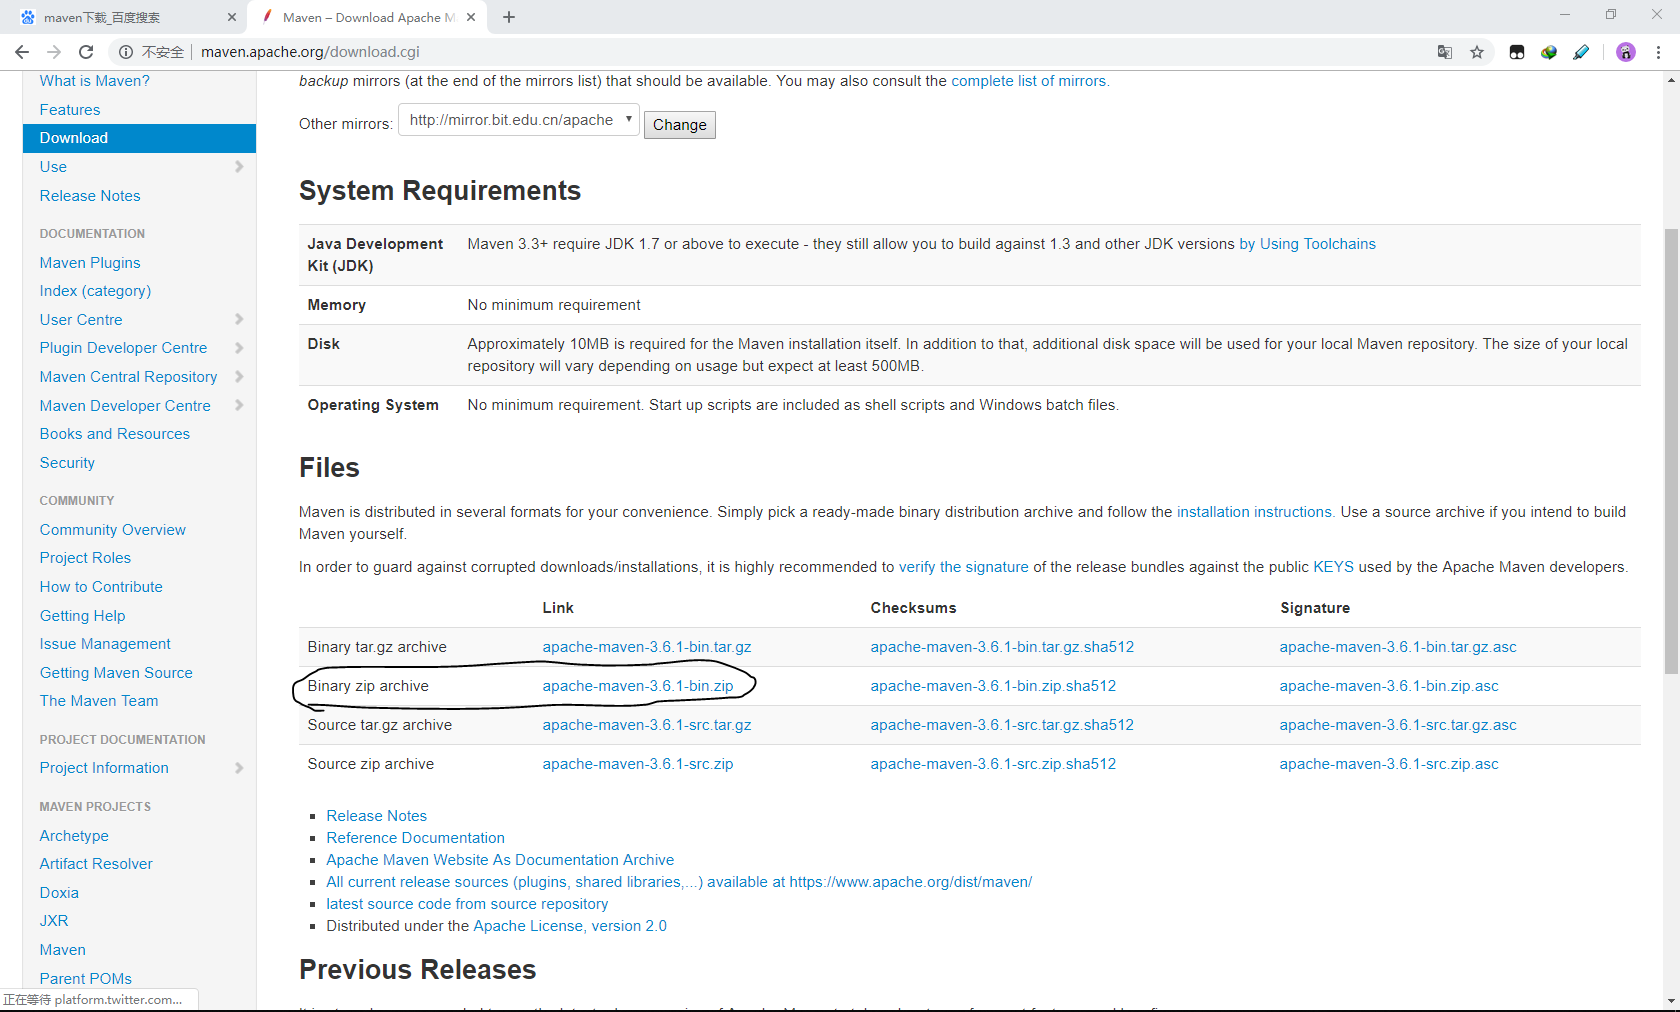 maven下载_百度搜索
Maven – Download Apache M
不安全 maven.apache.org/download.cgi
What is Maven?
Features
Download
Use
Release Notes
DOCUMENTATION
Maven Plugins
Index (category)
User Centre
Plugin Developer Centre
Maven Central Repository
Maven Developer Centre
Books and Resources
Security
COMMUNITY
Community Overview
Project Roles
How to Contribute
Getting Help
Issue Management
Getting Maven Source
The Maven Team
PROJECT DOCUMENTATION
Project Information
MAVEN PROJECTS
Archetype
Artifact Resolver
Doxia
JXR
Maven
Parent POMs
正在等待 platform.twitter.com...
backup mirrors (at the end of the mirrors list) that should be available. You may also consult the complete list of mirrors.
Other mirrors: http://mirror.bit.edu.cn/apache Change
System Requirements
Java Development Kit (JDK) Maven 3.3+ require JDK 1.7 or above to execute - they still allow you to build against 1.3 and other JDK versions by Using Toolchains
Memory No minimum requirement
Disk Approximately 10MB is required for the Maven installation itself. In addition to that, additional disk space will be used for your local Maven repository. The size of your local
repository will vary depending on usage but expect at least 500MB.
Operating System No minimum requirement. Start up scripts are included as shell scripts and Windows batch files.
Files
Maven is distributed in several formats for your convenience. Simply pick a ready-made binary distribution archive and follow the installation instructions. Use a source archive if you intend to build
Maven yourself.
In order to guard against corrupted downloads/installations, it is highly recommended to verify the signature of the release bundles against the public KEYS used by the Apache Maven developers.
Link Checksums Signature
Binary tar.gz archive apache-maven-3.6.1-bin.tar.gz apache-maven-3.6.1-bin.tar.gz.sha512 apache-maven-3.6.1-bin.tar.gz.asc
Binary zip archive apache-maven-3.6.1-bin.zip apache-maven-3.6.1-bin.zip.sha512 apache-maven-3.6.1-bin.zip.asc
Source tar.gz archive apache-maven-3.6.1-src.tar.gz apache-maven-3.6.1-src.tar.gz.sha512 apache-maven-3.6.1-src.tar.gz.asc
Source zip archive apache-maven-3.6.1-src.zip apache-maven-3.6.1-src.zip.sha512 apache-maven-3.6.1-src.zip.asc
Release Notes
Reference Documentation
Apache Maven Website As Documentation Archive
All current release sources (plugins, shared libraries,...) available at https://www.apache.org/dist/maven/
latest source code from source repository
Distributed under the Apache License, version 2.0
Previous Releases